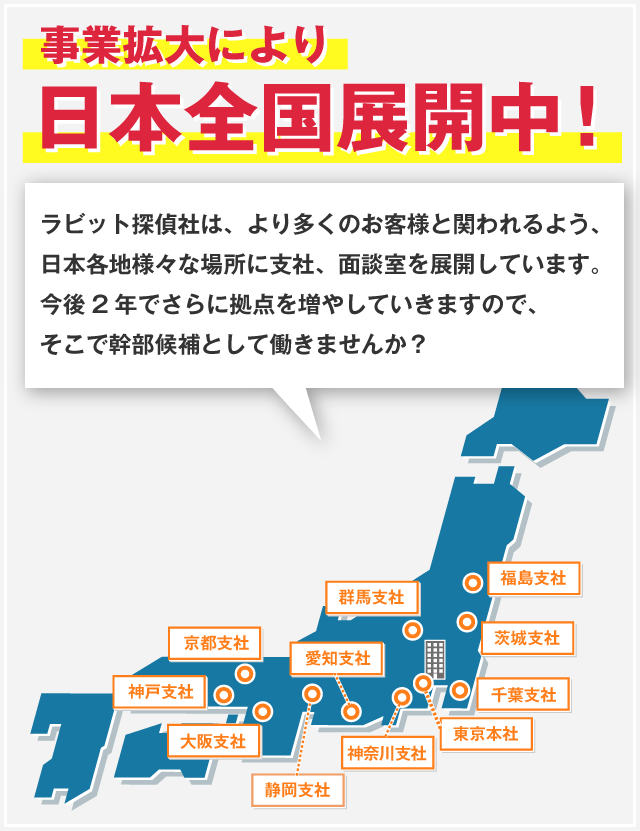 事業拡大により
日本全国展開中！
ラビット探偵社は、より多くのお客様と関われるよう、
日本各地様々な場所に支社、面談室を展開しています。
今後２年でさらに拠点を増やしていきますので、
そこで幹部候補として働きませんか？
福島支社
群馬支社
茨城支社
京都支社
愛知支社
神戸支社
千葉支社
東京本社
大阪支社
神奈川支社
静岡支社